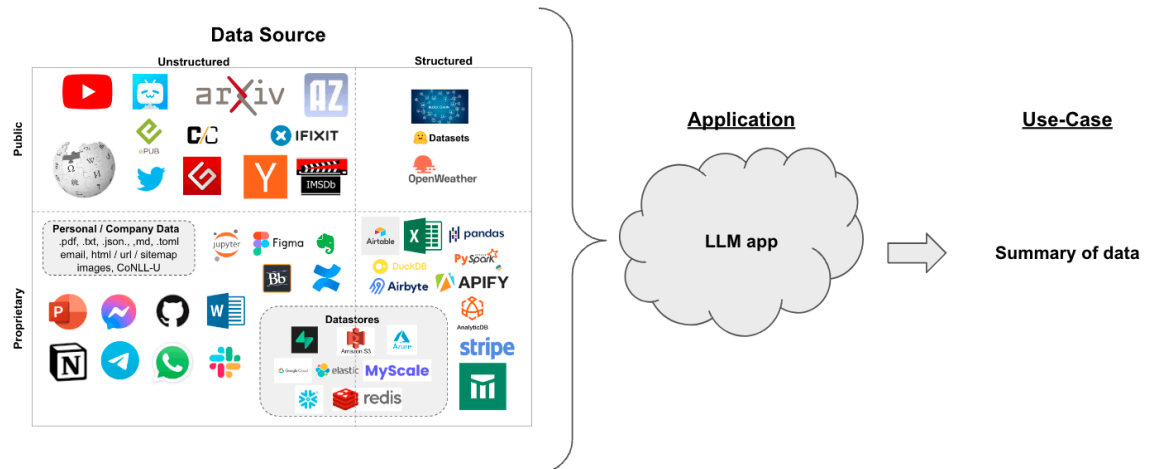 Data Source
Unstructured
Structured
Public
arXiv
AZ
ePUB
C/C
IFIXIT
Datasets
OpenWeather
W
Y
IMSDb
Application
Use-Case
LLM app
Summary of data
Proprietary
Personal / Company Data
.pdf, .txt, .json., ,md, .toml
email, html / url / sitemap
images, CoNLL-U
jupyter
Figma
Airtable
X
pandas
Bb
DuckDB
PySpark
Airbyte
APIFY
P
W
AnalyticDB
Datastores
Amazon S3
Azure
stripe
N
Google Cloud
elastic
MyScale
redis